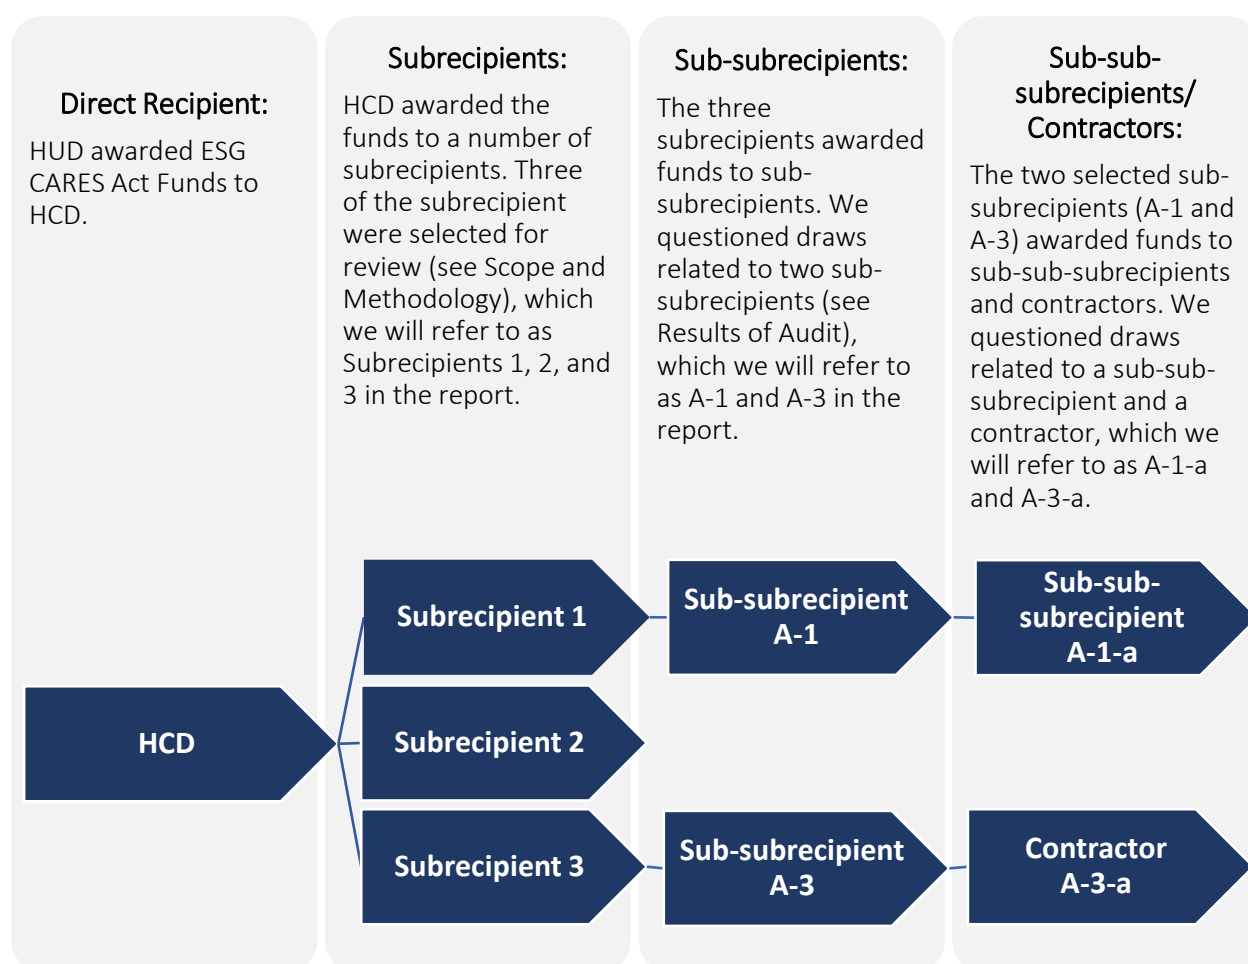 Direct Recipient:
HUD awarded ESG
CARES Act Funds to
HCD.
Subrecipients:
HCD awarded the
funds to a number of
subrecipients. Three
of the subrecipient
were selected for
review (see Scope and
Methodology), which
we will refer to as
Subrecipients 1, 2, and
3 in the report.
Sub-subrecipients:
The three
subrecipients awarded
funds to sub-
subrecipients. We
questioned draws
related to two sub-
subrecipients (see
Results of Audit),
which we will refer to
as A-1 and A-3 in the
report.
Sub-sub-
subrecipients/
Contractors:
The two selected sub-
subrecipients (A-1 and
A-3) awarded funds to
sub-sub-subrecipients
and contractors. We
questioned draws
related to a sub-sub-
subrecipient and a
contractor, which we
will refer to as A-1-a
and A-3-a.
HCD
Subrecipient 1
Sub-subrecipient
A-1
Sub-sub-
subrecipient
A-1-a
Subrecipient 2
Subrecipient 3
Sub-subrecipient
A-3
Contractor
A-3-a